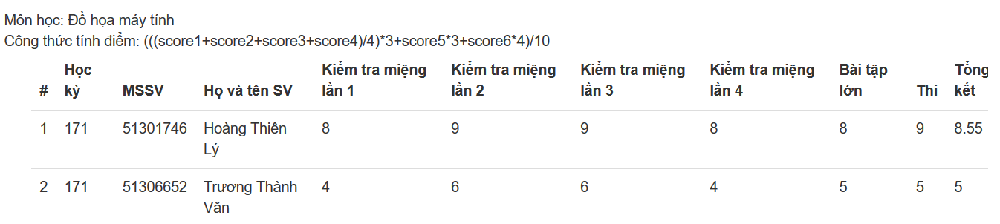 Môn học: Đồ họa máy tính
Công thức tính điểm: (((score1+score2+score3+score4)/4)*3+score5*3+score6*4)/10
# Học kỳ MSSV Họ và tên SV Kiểm tra miệng lần 1 Kiểm tra miệng lần 2 Kiểm tra miệng lần 3 Kiểm tra miệng lần 4 Bài tập lớn Thi Tổng kết
1 171 51301746 Hoàng Thiên Lý 8 9 9 8 8 9 8.55
2 171 51306652 Trương Thành Văn 4 6 6 4 5 5 5